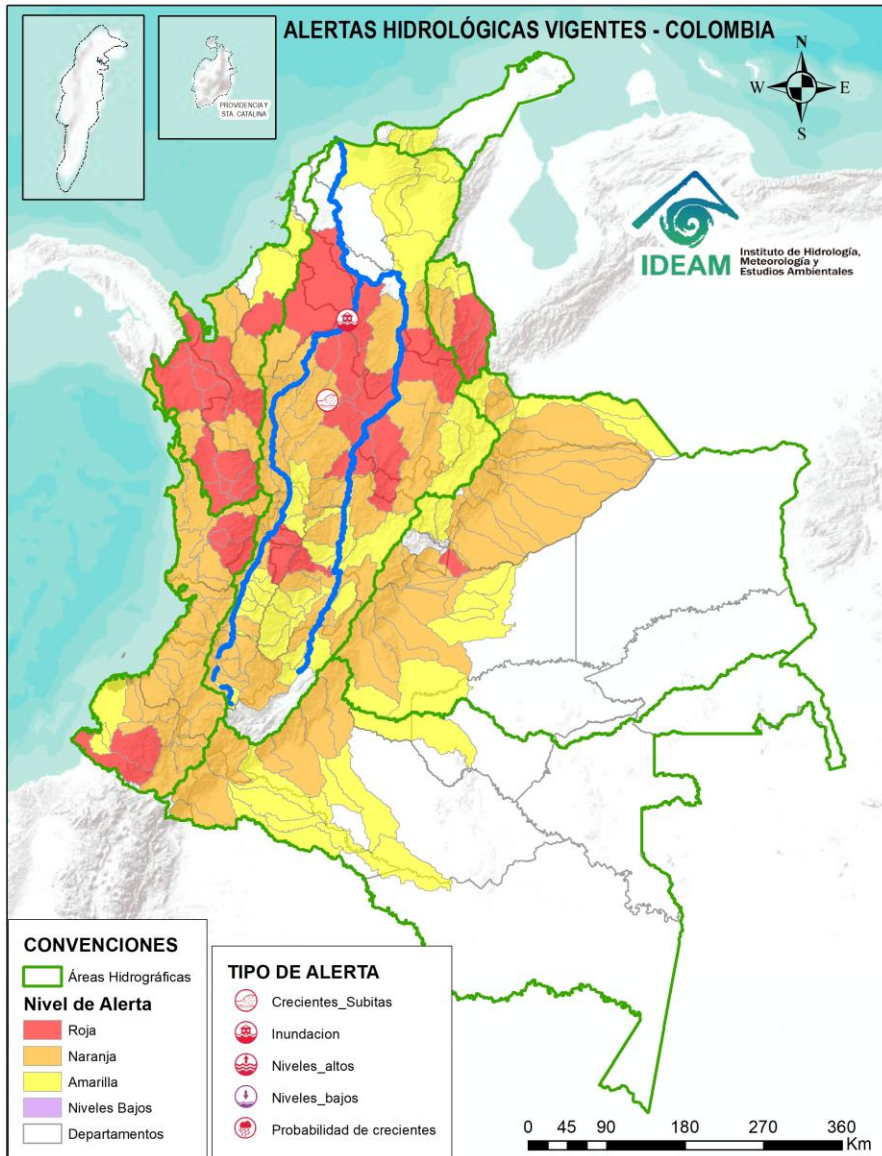 ALERTAS HIDROLÓGICAS VIGENTES - COLOMBIA
PROVIDENCIA Y
STA. CATALINA
N
W
E
S
IDEAM
Instituto de Hidrología,
Meteorología y
Estudios Ambientales
CONVENCIONES
Áreas Hidrográficas
Nivel de Alerta
Roja
Naranja
Amarilla
Niveles Bajos
Departamentos
TIPO DE ALERTA
Crecientes_Subitas
Inundacion
Niveles_altos
Niveles_bajos
Probabilidad de crecientes
0 45 90 180 270 360
Km